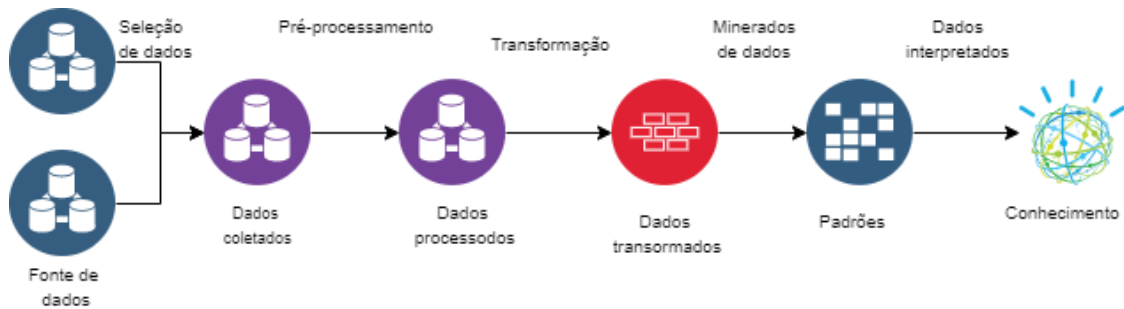 Seleção
de dados
Pré-processamento
Transformação
Minerados
de dados
Dados
interpretados
Fonte de
dados
Dados
coletados
Dados
processodos
Dados
transormados
Padrões
Conhecimento